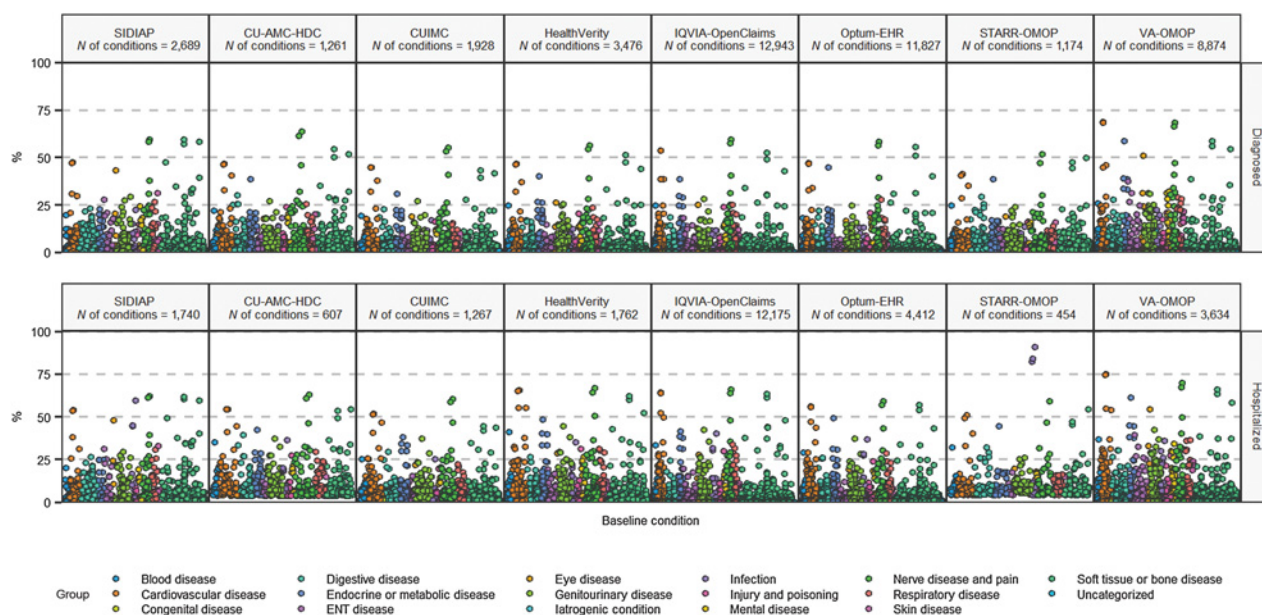 SIDIAP
N of conditions = 2,689
CU-AMC-HDC
N of conditions = 1,261
CUIMC
N of conditions = 1,928
HealthVerity
N of conditions = 3,476
IQVIA-OpenClaims
N of conditions = 12,943
Optum-EHR
N of conditions = 11,827
STARR-OMOP
N of conditions = 1,174
VA-OMOP
N of conditions = 8,874
100
75
50
25
0
%
Diagnosed
SIDIAP
N of conditions = 1,740
CU-AMC-HDC
N of conditions = 607
CUIMC
N of conditions = 1,267
HealthVerity
N of conditions = 1,762
IQVIA-OpenClaims
N of conditions = 12,175
Optum-EHR
N of conditions = 4,412
STARR-OMOP
N of conditions = 454
VA-OMOP
N of conditions = 3,634
100
75
50
25
0
%
Hospitalized
Baseline condition
Group
Blood disease
Cardiovascular disease
Congenital disease
Digestive disease
Endocrine or metabolic disease
ENT disease
Eye disease
Genitourinary disease
Iatrogenic condition
Infection
Injury and poisoning
Mental disease
Nerve disease and pain
Respiratory disease
Skin disease
Soft tissue or bone disease
Uncategorized